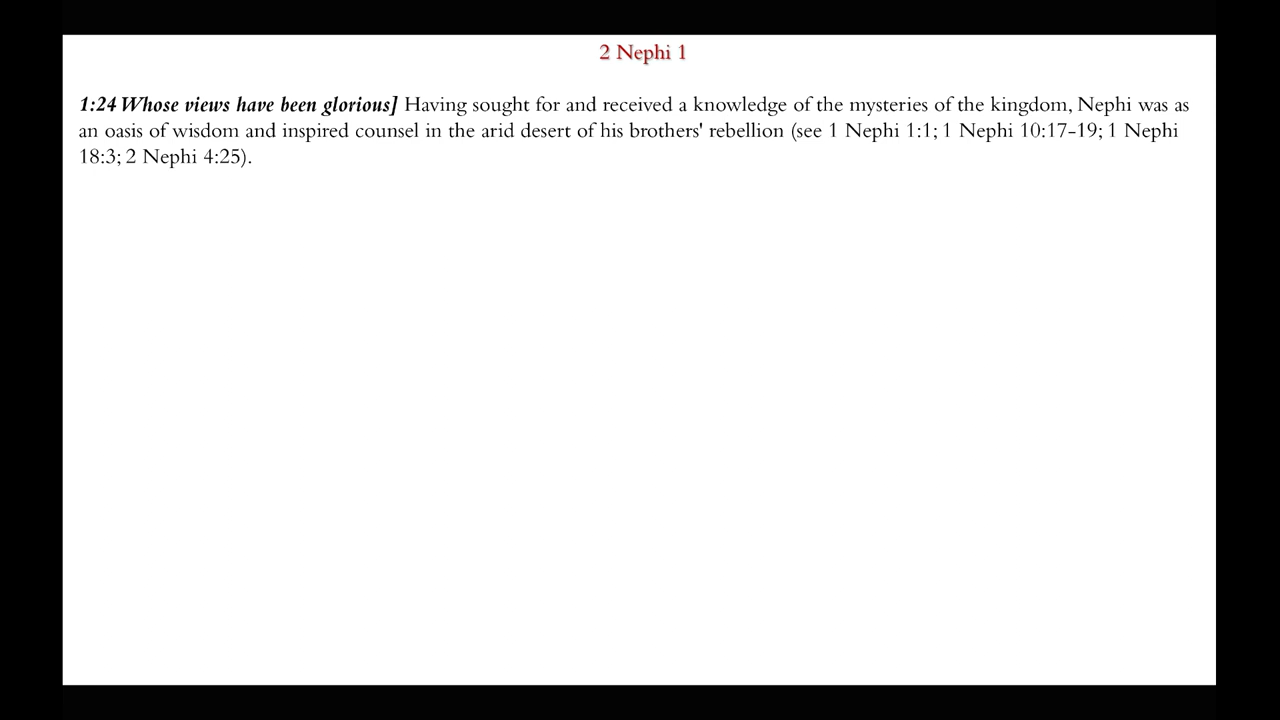 2 Nephi 1
1:24 Whose views have been glorious] Having sought for and received a knowledge of the mysteries of the kingdom, Nephi was as
an oasis of wisdom and inspired counsel in the arid desert of his brothers' rebellion (see 1 Nephi 1:1; 1 Nephi 10:17-19; 1 Nephi
18:3; 2 Nephi 4:25).